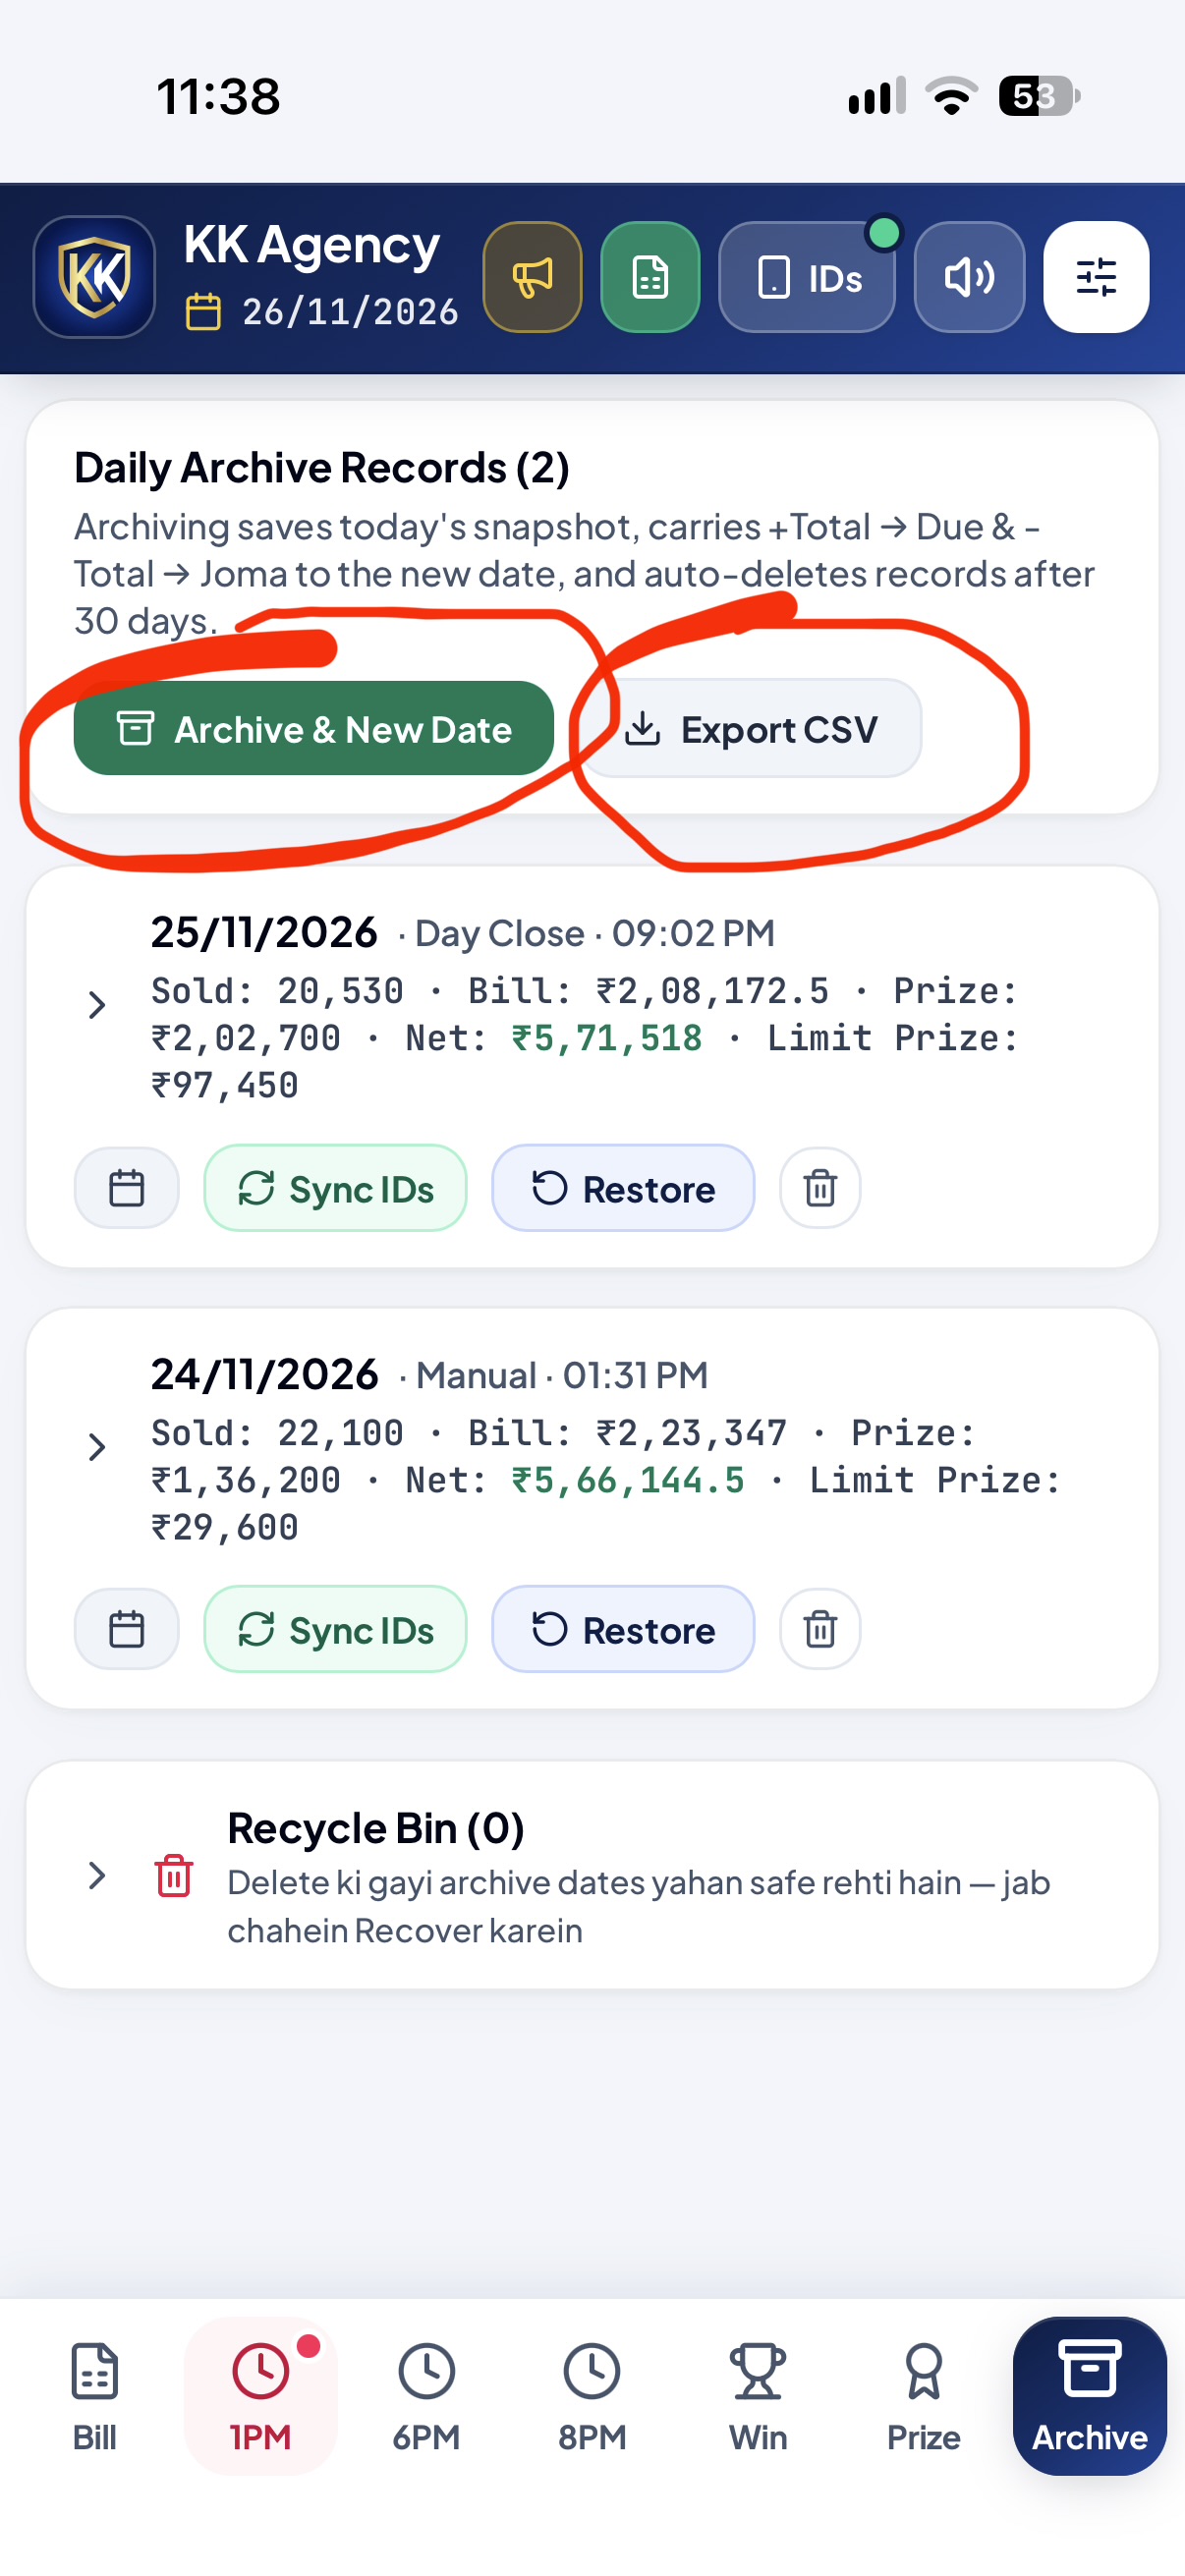 11:38
53
KK
KK Agency
26/11/2026
IDs
Daily Archive Records (2)
Archiving saves today's snapshot, carries +Total → Due & -
Total → Joma to the new date, and auto-deletes records after
30 days.
Archive & New Date
Export CSV
25/11/2026 · Day Close · 09:02 PM
Sold: 20,530 · Bill: ₹2,08,172.5 · Prize:
₹2,02,700 · Net: ₹5,71,518 · Limit Prize:
₹97,450
Sync IDs
Restore
24/11/2026 · Manual · 01:31 PM
Sold: 22,100 · Bill: ₹2,23,347 · Prize:
₹1,36,200 · Net: ₹5,66,144.5 · Limit Prize:
₹29,600
Sync IDs
Restore
Recycle Bin (0)
Delete ki gayi archive dates yahan safe rehti hain — jab
chahein Recover karein
Bill
1PM
6PM
8PM
Win
Prize
Archive